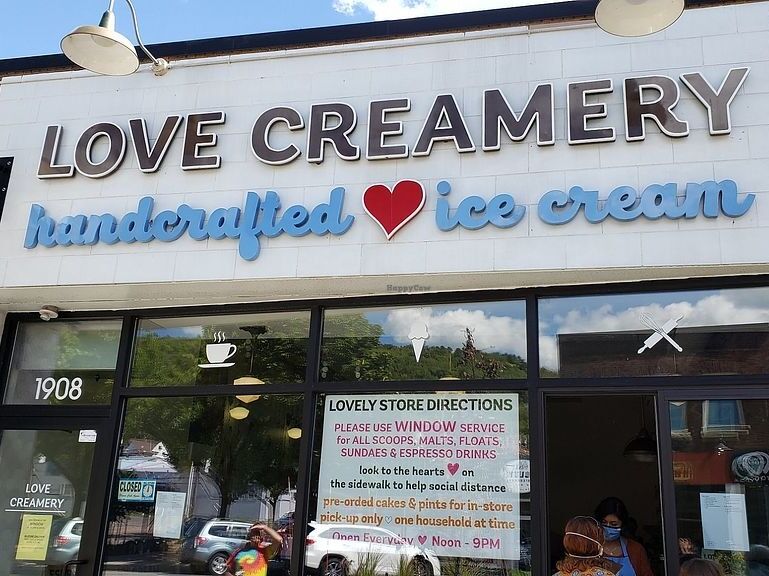 LOVE CREAMERY
handcrafted ice cream
HappyCow
1908
LOVELY STORE DIRECTIONS
PLEASE USE WINDOW SERVICE
for ALL SCOOPS, MALTS, FLOATS,
SUNDAES & ESPRESSO DRINKS
look to the hearts on
the sidewalk to help social distance
pre-orded cakes & pints for in-store
pick-up only one household at time
Open Everyday Noon - 9PM
CLOSED
LOVE
CREAMERY